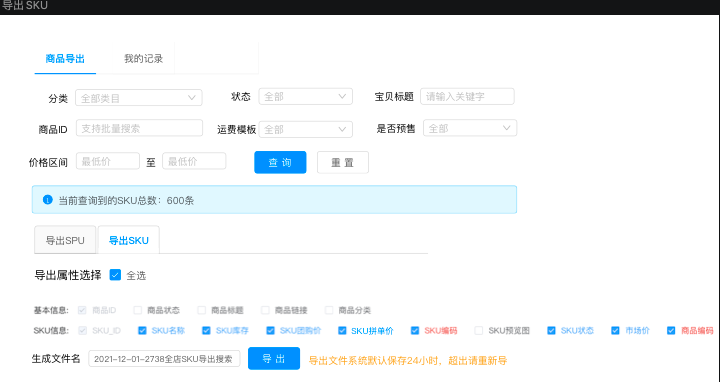 导出 SKU
商品导出 我的记录
分类 全部类目 状态 全部 宝贝标题 请输入关键字
商品ID 支持批量搜索 运费模板 全部 是否预售 全部
价格区间 最低价 至 最低价 查 询 重 置
当前查询到的SKU总数：600条
导出SPU 导出SKU
导出属性选择 全选
基本信息: 商品ID 商品状态 商品标题 商品链接 商品分类
SKU信息: SKU_ID SKU名称 SKU库存 SKU团购价 SKU拼单价 SKU编码 SKU预览图 SKU状态 市场价 商品编码
生成文件名 2021-12-01-2738全店SKU导出搜索 导 出 导出文件系统默认保存24小时，超出请重新导